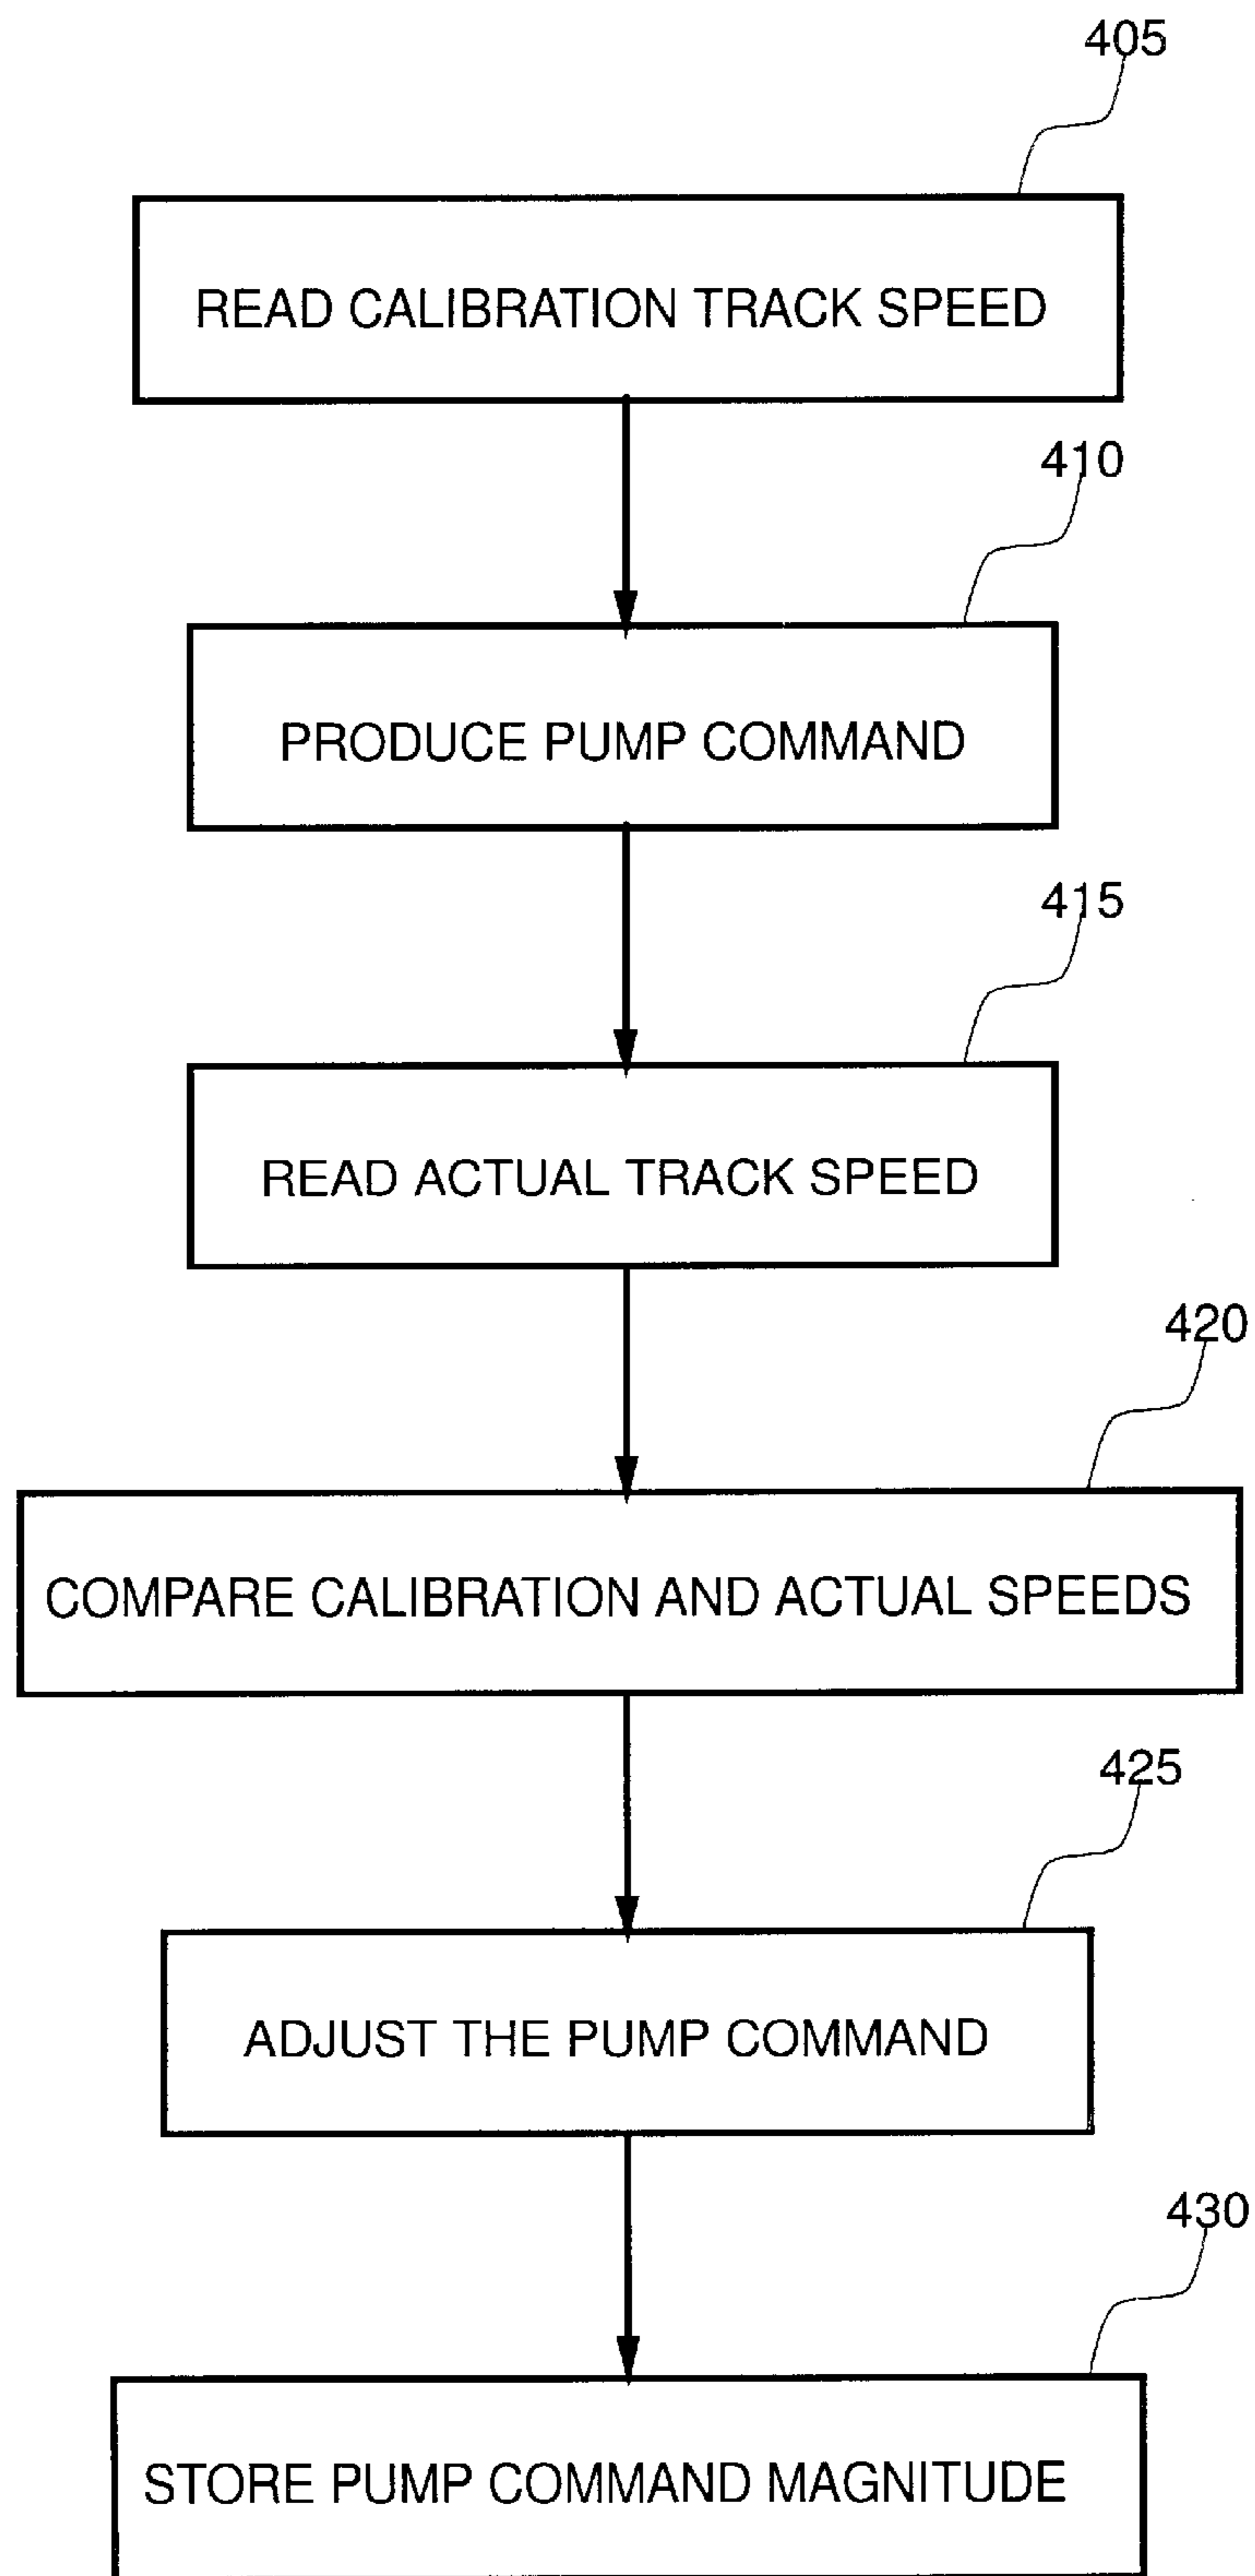 405
READ CALIBRATION TRACK SPEED
410
PRODUCE PUMP COMMAND
415
READ ACTUAL TRACK SPEED
420
COMPARE CALIBRATION AND ACTUAL SPEEDS
425
ADJUST THE PUMP COMMAND
430
STORE PUMP COMMAND MAGNITUDE